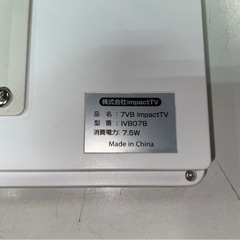 株式会社impactTV
品 名 : 7VB impactTV
型 番 : IVB07B
消費電力: 7.5W
Made in China